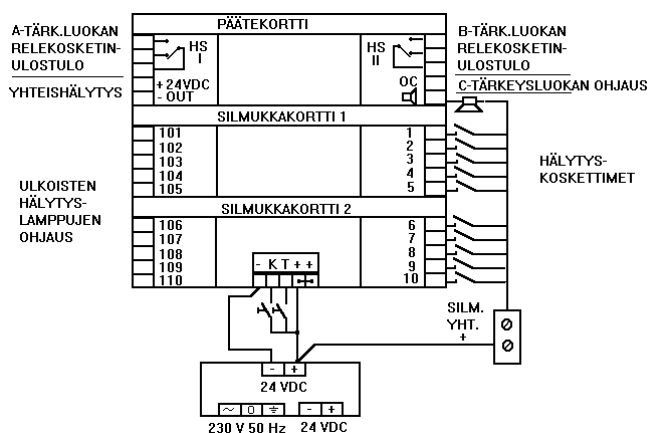 PÄÄTEKORTTI
A-TÄRK.LUOKAN
RELEKOSKETIN-
ULOSTULO
YHTEISHÄLYTYS
HS
I
+ 24VDC
- OUT
HS
II
OC
B-TÄRK.LUOKAN
RELEKOSKETIN-
ULOSTULO
C-TÄRKEYSLUOKAN OHJAUS
SILMUKKAKORTTI 1
101
102
103
104
105
1
2
3
4
5
HÄLYTYS-
KOSKETTIMET
ULKOISTEN
HÄLYTYS-
LAMPPUJEN
OHJAUS
SILMUKKAKORTTI 2
106
107
108
109
110
6
7
8
9
10
- K T + +
SILM.
YHT.
+
- +
24 VDC
~ 0
- +
230 V 50 Hz
24 VDC